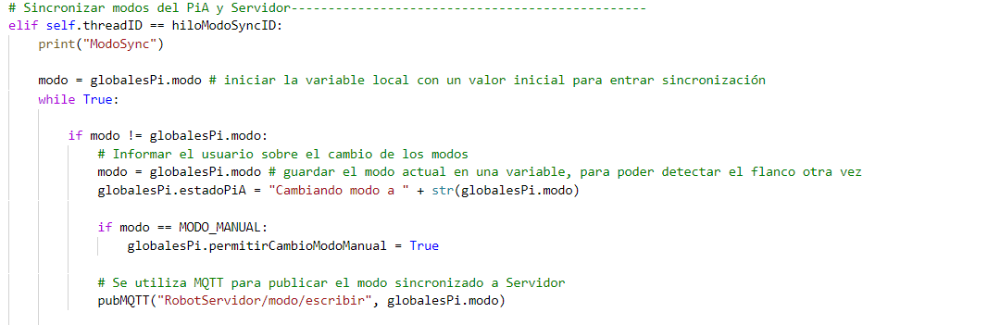 # Sincronizar modos del PiA y Servidor------------------------------------------------
elif self.threadID == hiloModoSyncID:
print("ModoSync")
modo = globalesPi.modo # iniciar la variable local con un valor inicial para entrar sincronización
while True:
if modo != globalesPi.modo:
# Informar el usuario sobre el cambio de los modos
modo = globalesPi.modo # guardar el modo actual en una variable, para poder detectar el flanco otra vez
globalesPi.estadoPiA = "Cambiando modo a " + str(globalesPi.modo)
if modo == MODO_MANUAL:
globalesPi.permitirCambioModoManual = True
# Se utiliza MQTT para publicar el modo sincronizado a Servidor
pubMQTT("RobotServidor/modo/escribir", globalesPi.modo)